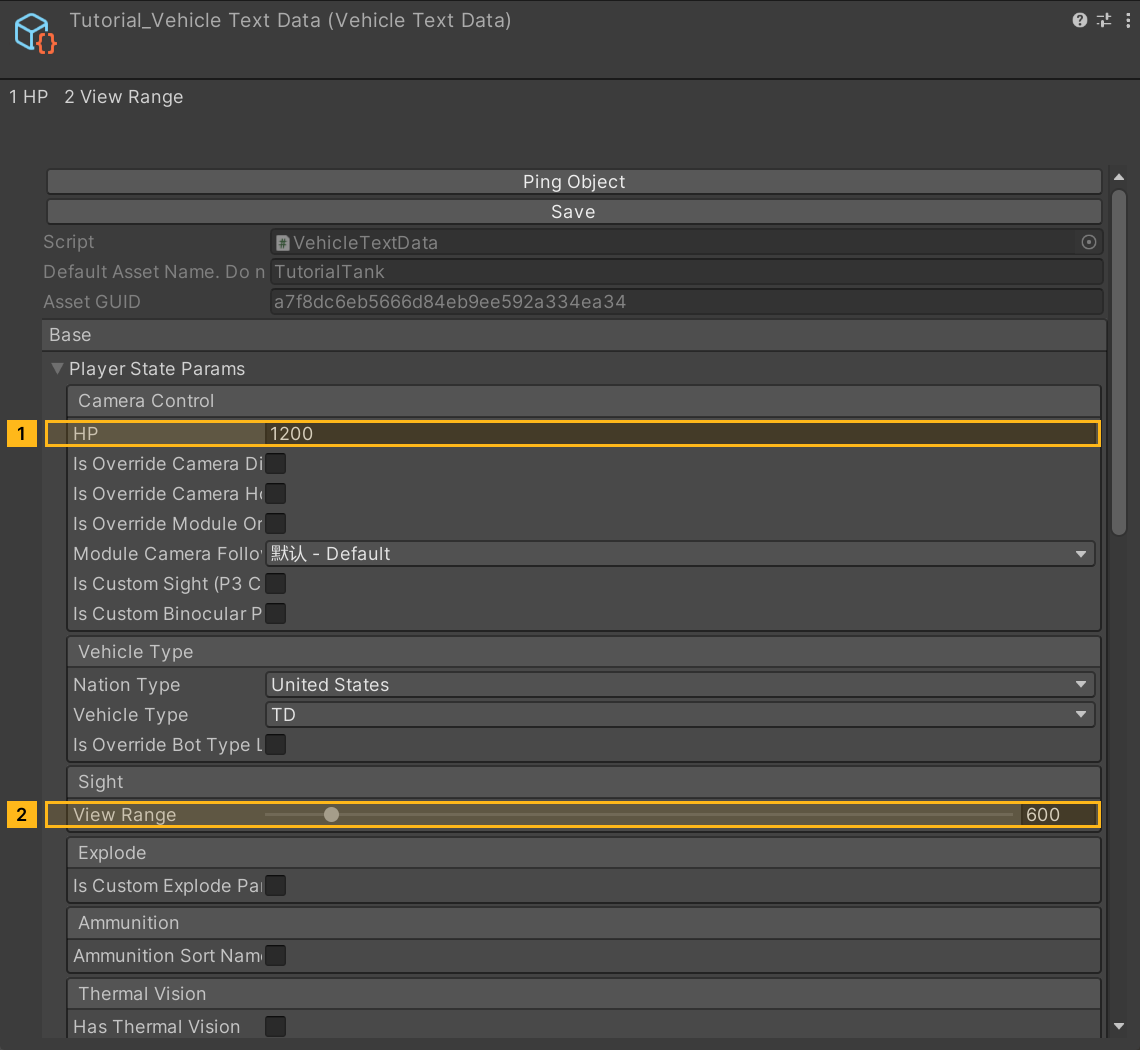 Tutorial_Vehicle Text Data (Vehicle Text Data)
1 HP 2 View Range
Ping Object
Save
Script VehicleTextData
Default Asset Name. Do n TutorialTank
Asset GUID a7f8dc6eb5666d84eb9ee592a334ea34
Base
Player State Params
Camera Control
1 HP 1200
Is Override Camera Di
Is Override Camera Ho
Is Override Module Or
Module Camera Follow 默认 - Default
Is Custom Sight (P3 C
Is Custom Binocular P
Vehicle Type
Nation Type United States
Vehicle Type TD
Is Override Bot Type L
Sight
2 View Range 600
Explode
Is Custom Explode Par
Ammunition
Ammunition Sort Name
Thermal Vision
Has Thermal Vision